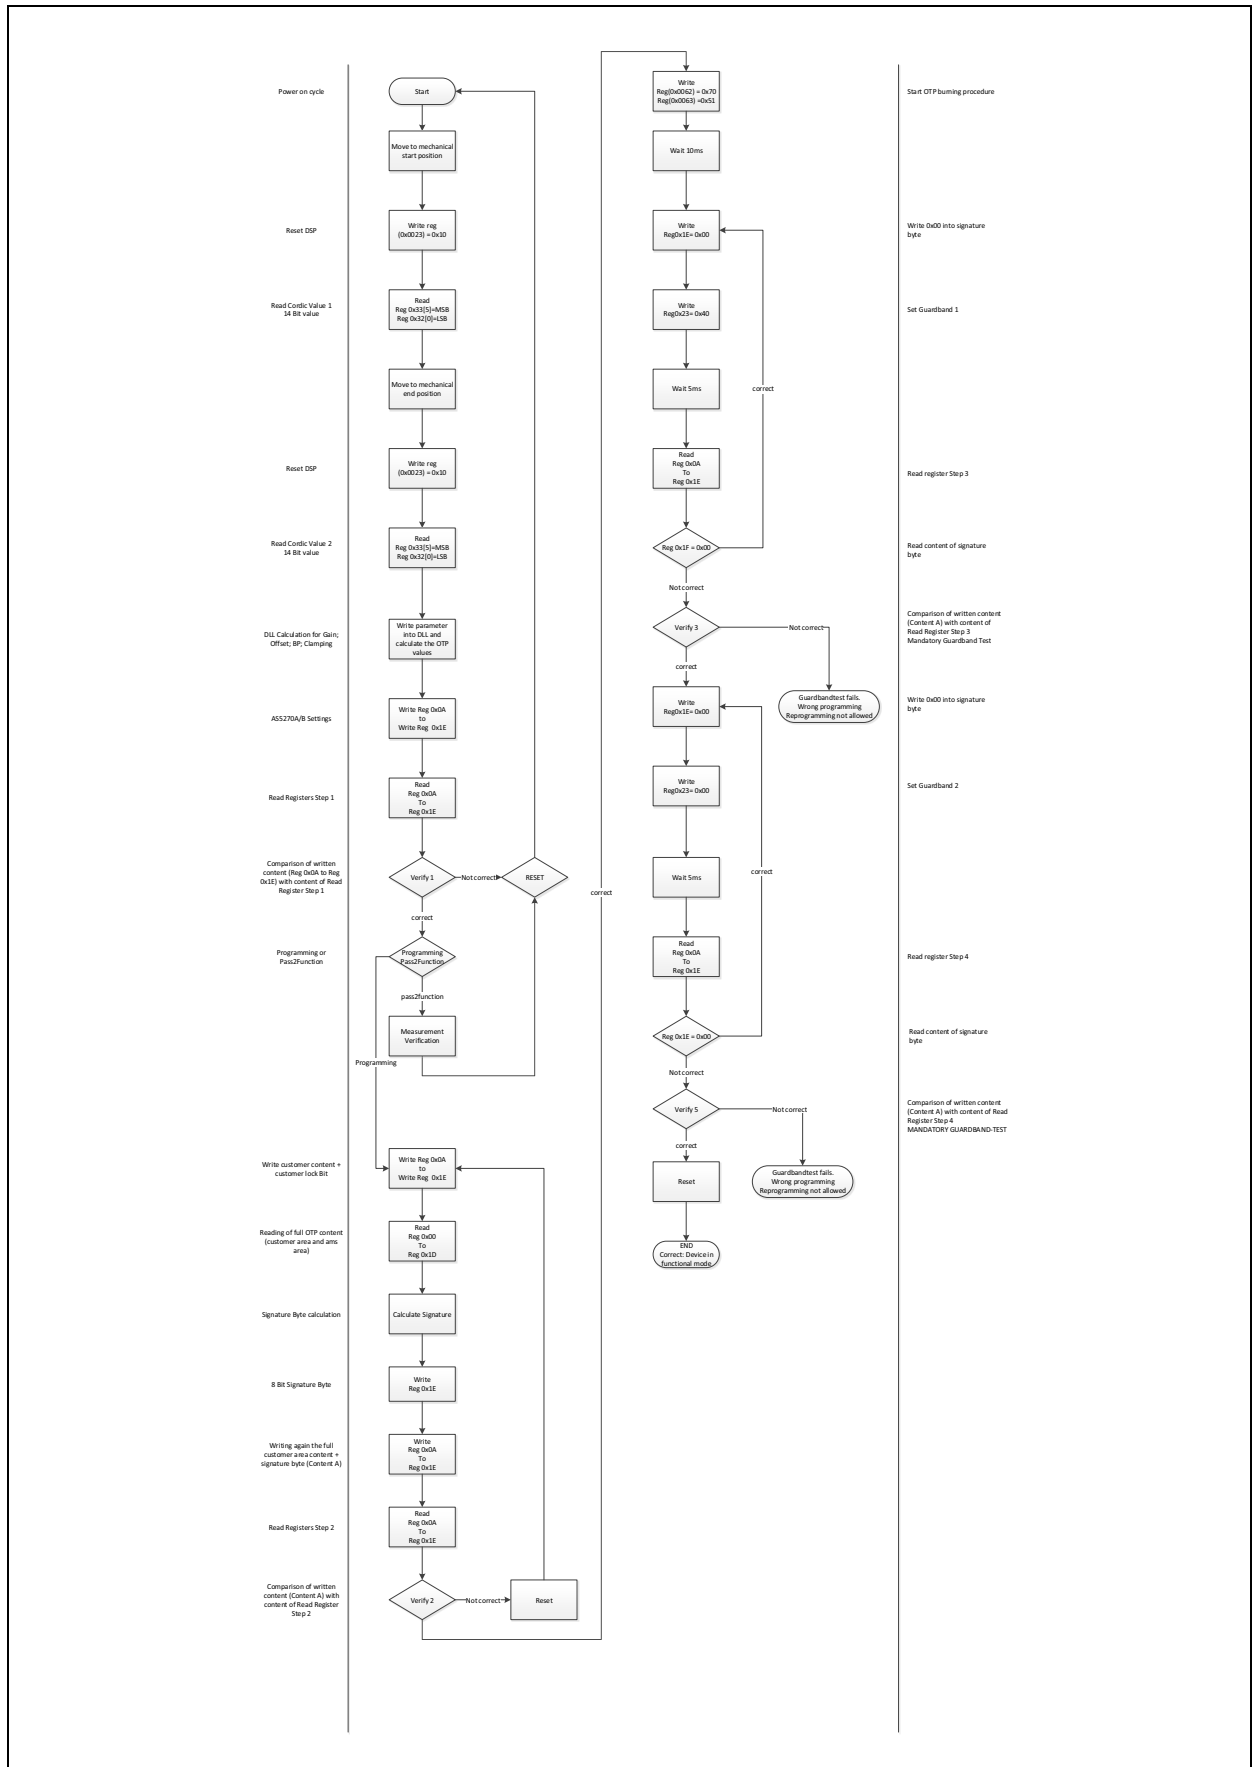 Power on cycle
Start
Move to mechanical
start position
Reset DSP
Write reg
(0x0023) = 0x10
Read Cordic Value 1
14 Bit value
Read
Reg 0x33[5]=MSB
Reg 0x32[0]=LSB
Move to mechanical
end position
Reset DSP
Write reg
(0x0023) = 0x10
Read Cordic Value 2
14 Bit value
Read
Reg 0x33[5]=MSB
Reg 0x32[0]=LSB
DLL Calculation for Gain;
Offset; BP; Clamping
Write parameter
into DLL and
calculate the OTP
values
AS5270A/B Settings
Write Reg 0x0A
to
Write Reg 0x1E
Read Registers Step 1
Read
Reg 0x0A
To
Reg 0x1E
Comparison of written
content (Reg 0x0A to Reg
0x1E) with content of Read
Register Step 1
Verify 1
Not correct
RESET
correct
Programming or
Pass2Function
Programming
Pass2Function
pass2function
Measurement
Verification
Programming
Write customer content +
customer lock Bit
Write Reg 0x0A
to
Write Reg 0x1E
Reading of full OTP content
(customer area and ams
area)
Read
Reg 0x00
To
Reg 0x1D
Signature Byte calculation
Calculate Signature
8 Bit Signature Byte
Write
Reg 0x1E
Writing again the full
customer area content +
signature byte (Content A)
Write
Reg 0x0A
To
Reg 0x1E
Read Registers Step 2
Read
Reg 0x0A
To
Reg 0x1E
Comparison of written
content (Content A) with
content of Read Register
Step 2
Verify 2
Not correct
Reset
correct
Write
Reg(0x0062) = 0x70
Reg(0x0063) =0x51
Start OTP burning procedure
Wait 10ms
Write
Reg0x1E= 0x00
Write 0x00 into signature
byte
Write
Reg0x23= 0x40
Set Guardband 1
Wait 5ms
correct
Read
Reg 0x0A
To
Reg 0x1E
Read register Step 3
Reg 0x1F = 0x00
Read content of signature
byte
Not correct
Verify 3
Not correct
Comparison of written content
(Content A) with content of
Read Register Step 3
Mandatory Guardband Test
correct
Guardbandtest fails.
Wrong programming
Reprogramming not allowed
Write
Reg0x1E= 0x00
Write 0x00 into signature
byte
Write
Reg0x23= 0x00
Set Guardband 2
Wait 5ms
correct
Read
Reg 0x0A
To
Reg 0x1E
Read register Step 4
Reg 0x1E = 0x00
Read content of signature
byte
Not correct
Verify 5
Not correct
Comparison of written content
(Content A) with content of Read
Register Step 4
MANDATORY GUARDBAND-TEST
correct
Guardbandtest fails.
Wrong programming
Reprogramming not allowed
Reset
END
Correct: Device in
functional mode